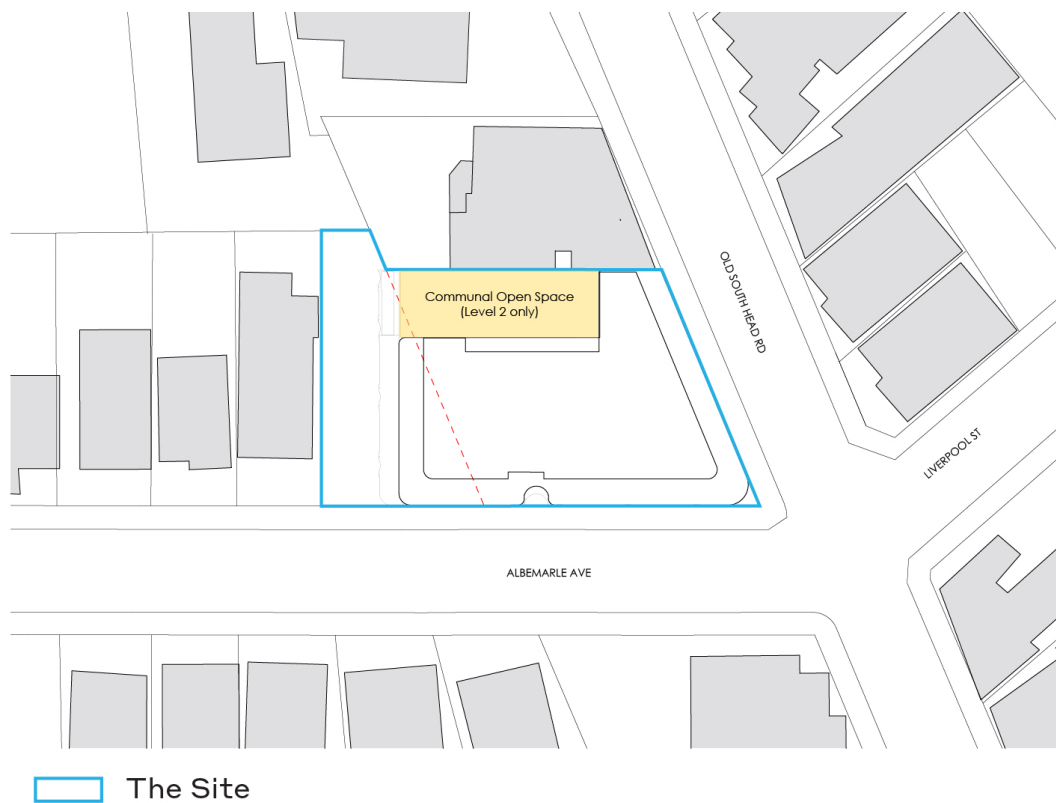 OLD SOUTH HEAD RD
Communal Open Space
(Level 2 only)
LIVERPOOL ST
ALBEMARLE AVE
The Site